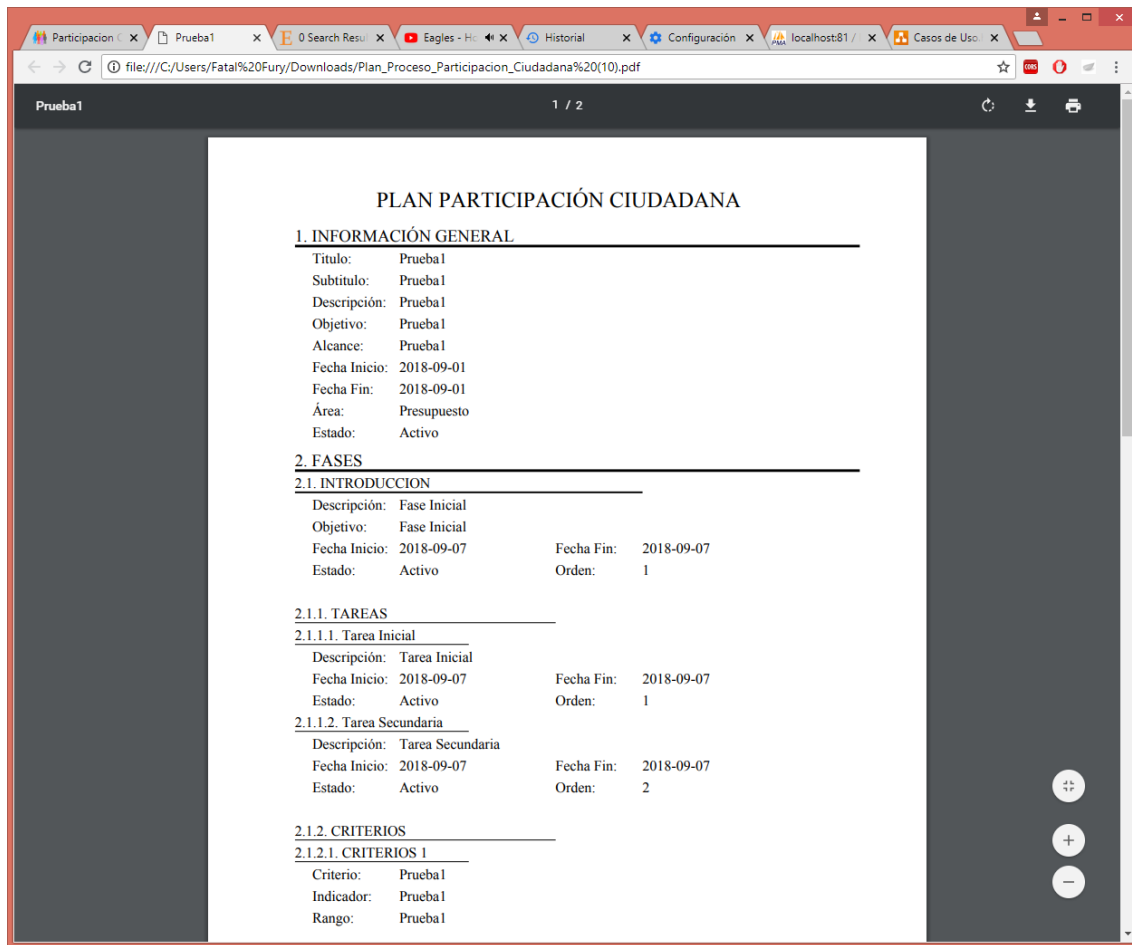 Participacion C
Prueba1
0 Search Resul
Eagles - Ho
Historial
Configuración
localhost:81 /
Casos de Uso.
file:///C:/Users/Fatal%20Fury/Downloads/Plan_Proceso_Participacion_Ciudadana%20(10).pdf
CORS
Prueba1 1 / 2
PLAN PARTICIPACIÓN CIUDADANA
1. INFORMACIÓN GENERAL
Titulo: Prueba1
Subtitulo: Prueba1
Descripción: Prueba1
Objetivo: Prueba1
Alcance: Prueba1
Fecha Inicio: 2018-09-01
Fecha Fin: 2018-09-01
Área: Presupuesto
Estado: Activo
2. FASES
2.1. INTRODUCCION
Descripción: Fase Inicial
Objetivo: Fase Inicial
Fecha Inicio: 2018-09-07 Fecha Fin: 2018-09-07
Estado: Activo Orden: 1
2.1.1. TAREAS
2.1.1.1. Tarea Inicial
Descripción: Tarea Inicial
Fecha Inicio: 2018-09-07 Fecha Fin: 2018-09-07
Estado: Activo Orden: 1
2.1.1.2. Tarea Secundaria
Descripción: Tarea Secundaria
Fecha Inicio: 2018-09-07 Fecha Fin: 2018-09-07
Estado: Activo Orden: 2
2.1.2. CRITERIOS
2.1.2.1. CRITERIOS 1
Criterio: Prueba1
Indicador: Prueba1
Rango: Prueba1